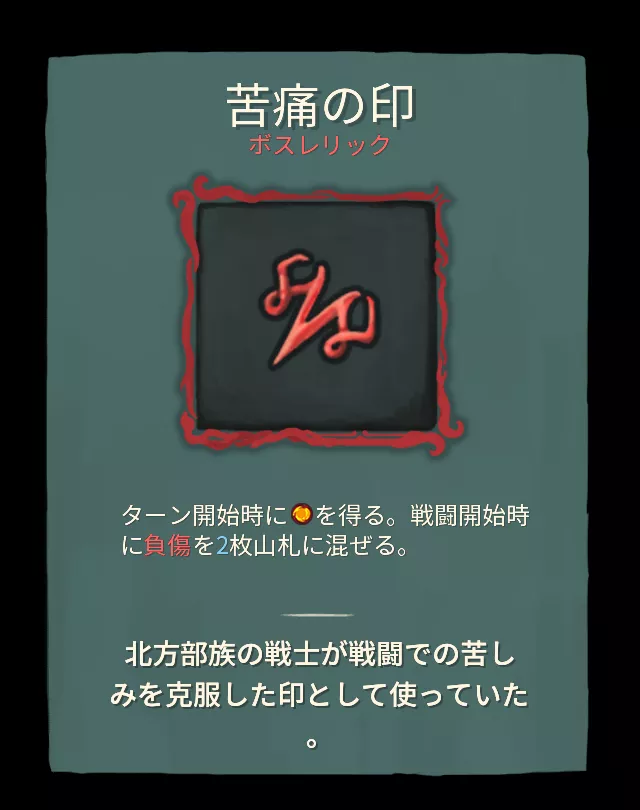 苦痛の印
ボスレリック
ターン開始時にを得る。戦闘開始時
に負傷を2枚山札に混ぜる。
北方部族の戦士が戦闘での苦し
みを克服した印として使っていた
。